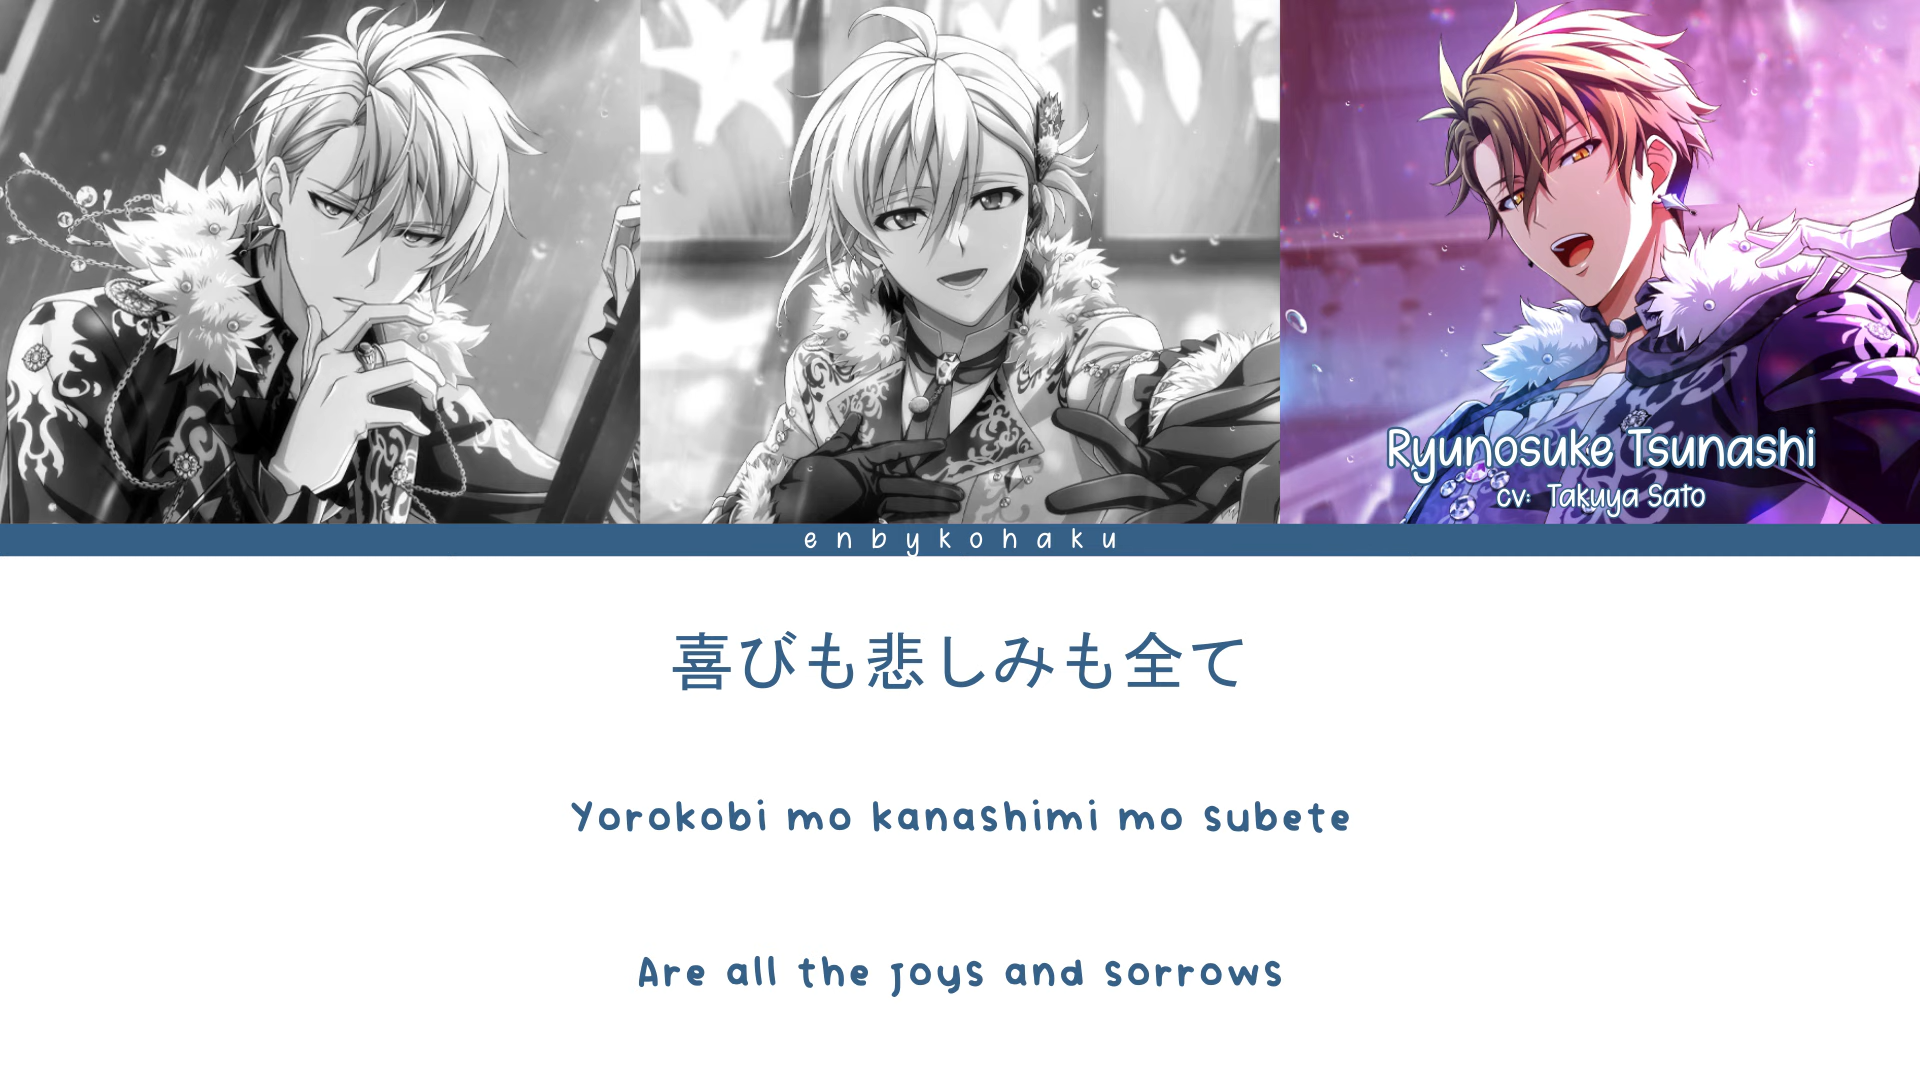 Ryunosuke Tsunashi
cv: Takuya Sato
enbykohaku
喜びも悲しみも全て
Yorokobi mo kanashimi mo subete
Are all the joys and sorrows